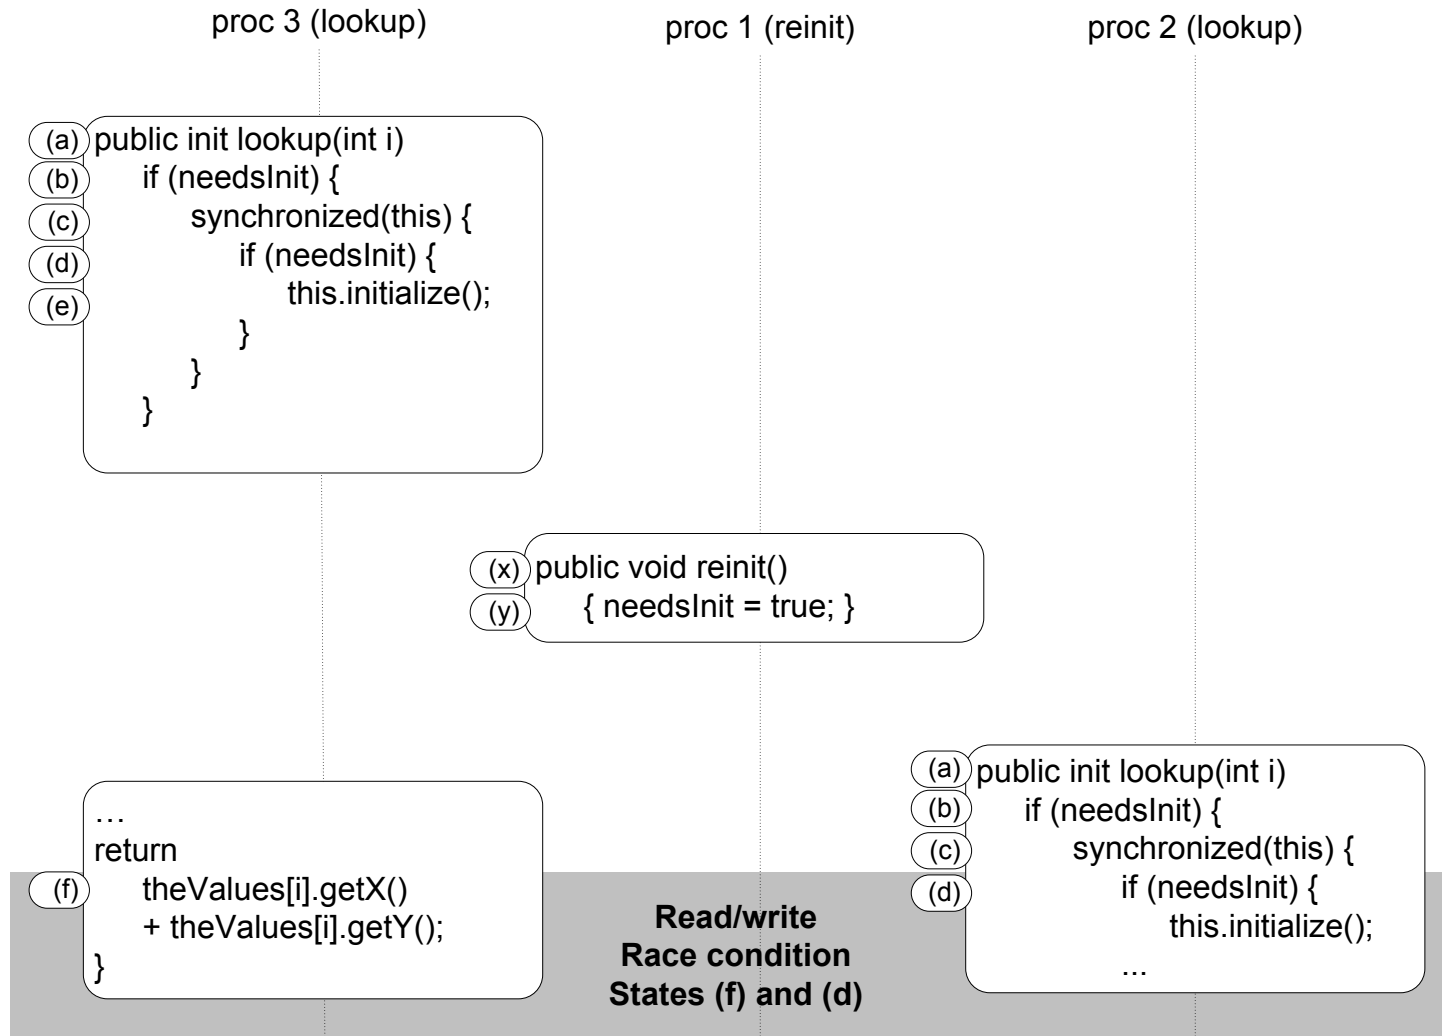 proc 3 (lookup)
proc 1 (reinit)
proc 2 (lookup)
(a) public init lookup(int i)
(b) if (needsInit) {
(c) synchronized(this) {
(d) if (needsInit) {
(e) this.initialize();
}
}
}
(x) public void reinit()
(y) { needsInit = true; }
…
return
(f) theValues[i].getX()
+ theValues[i].getY();
}
(a) public init lookup(int i)
(b) if (needsInit) {
(c) synchronized(this) {
(d) if (needsInit) {
this.initialize();
...
Read/write
Race condition
States (f) and (d)